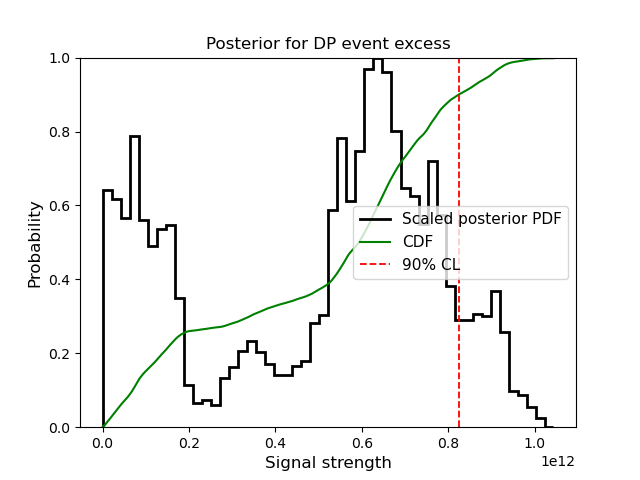 Posterior for DP event excess
Probability
1.0
0.8
0.6
0.4
0.2
0.0
Scaled posterior PDF
CDF
90% CL
0.0
0.2
0.4
0.6
0.8
1.0
1e12
Signal strength